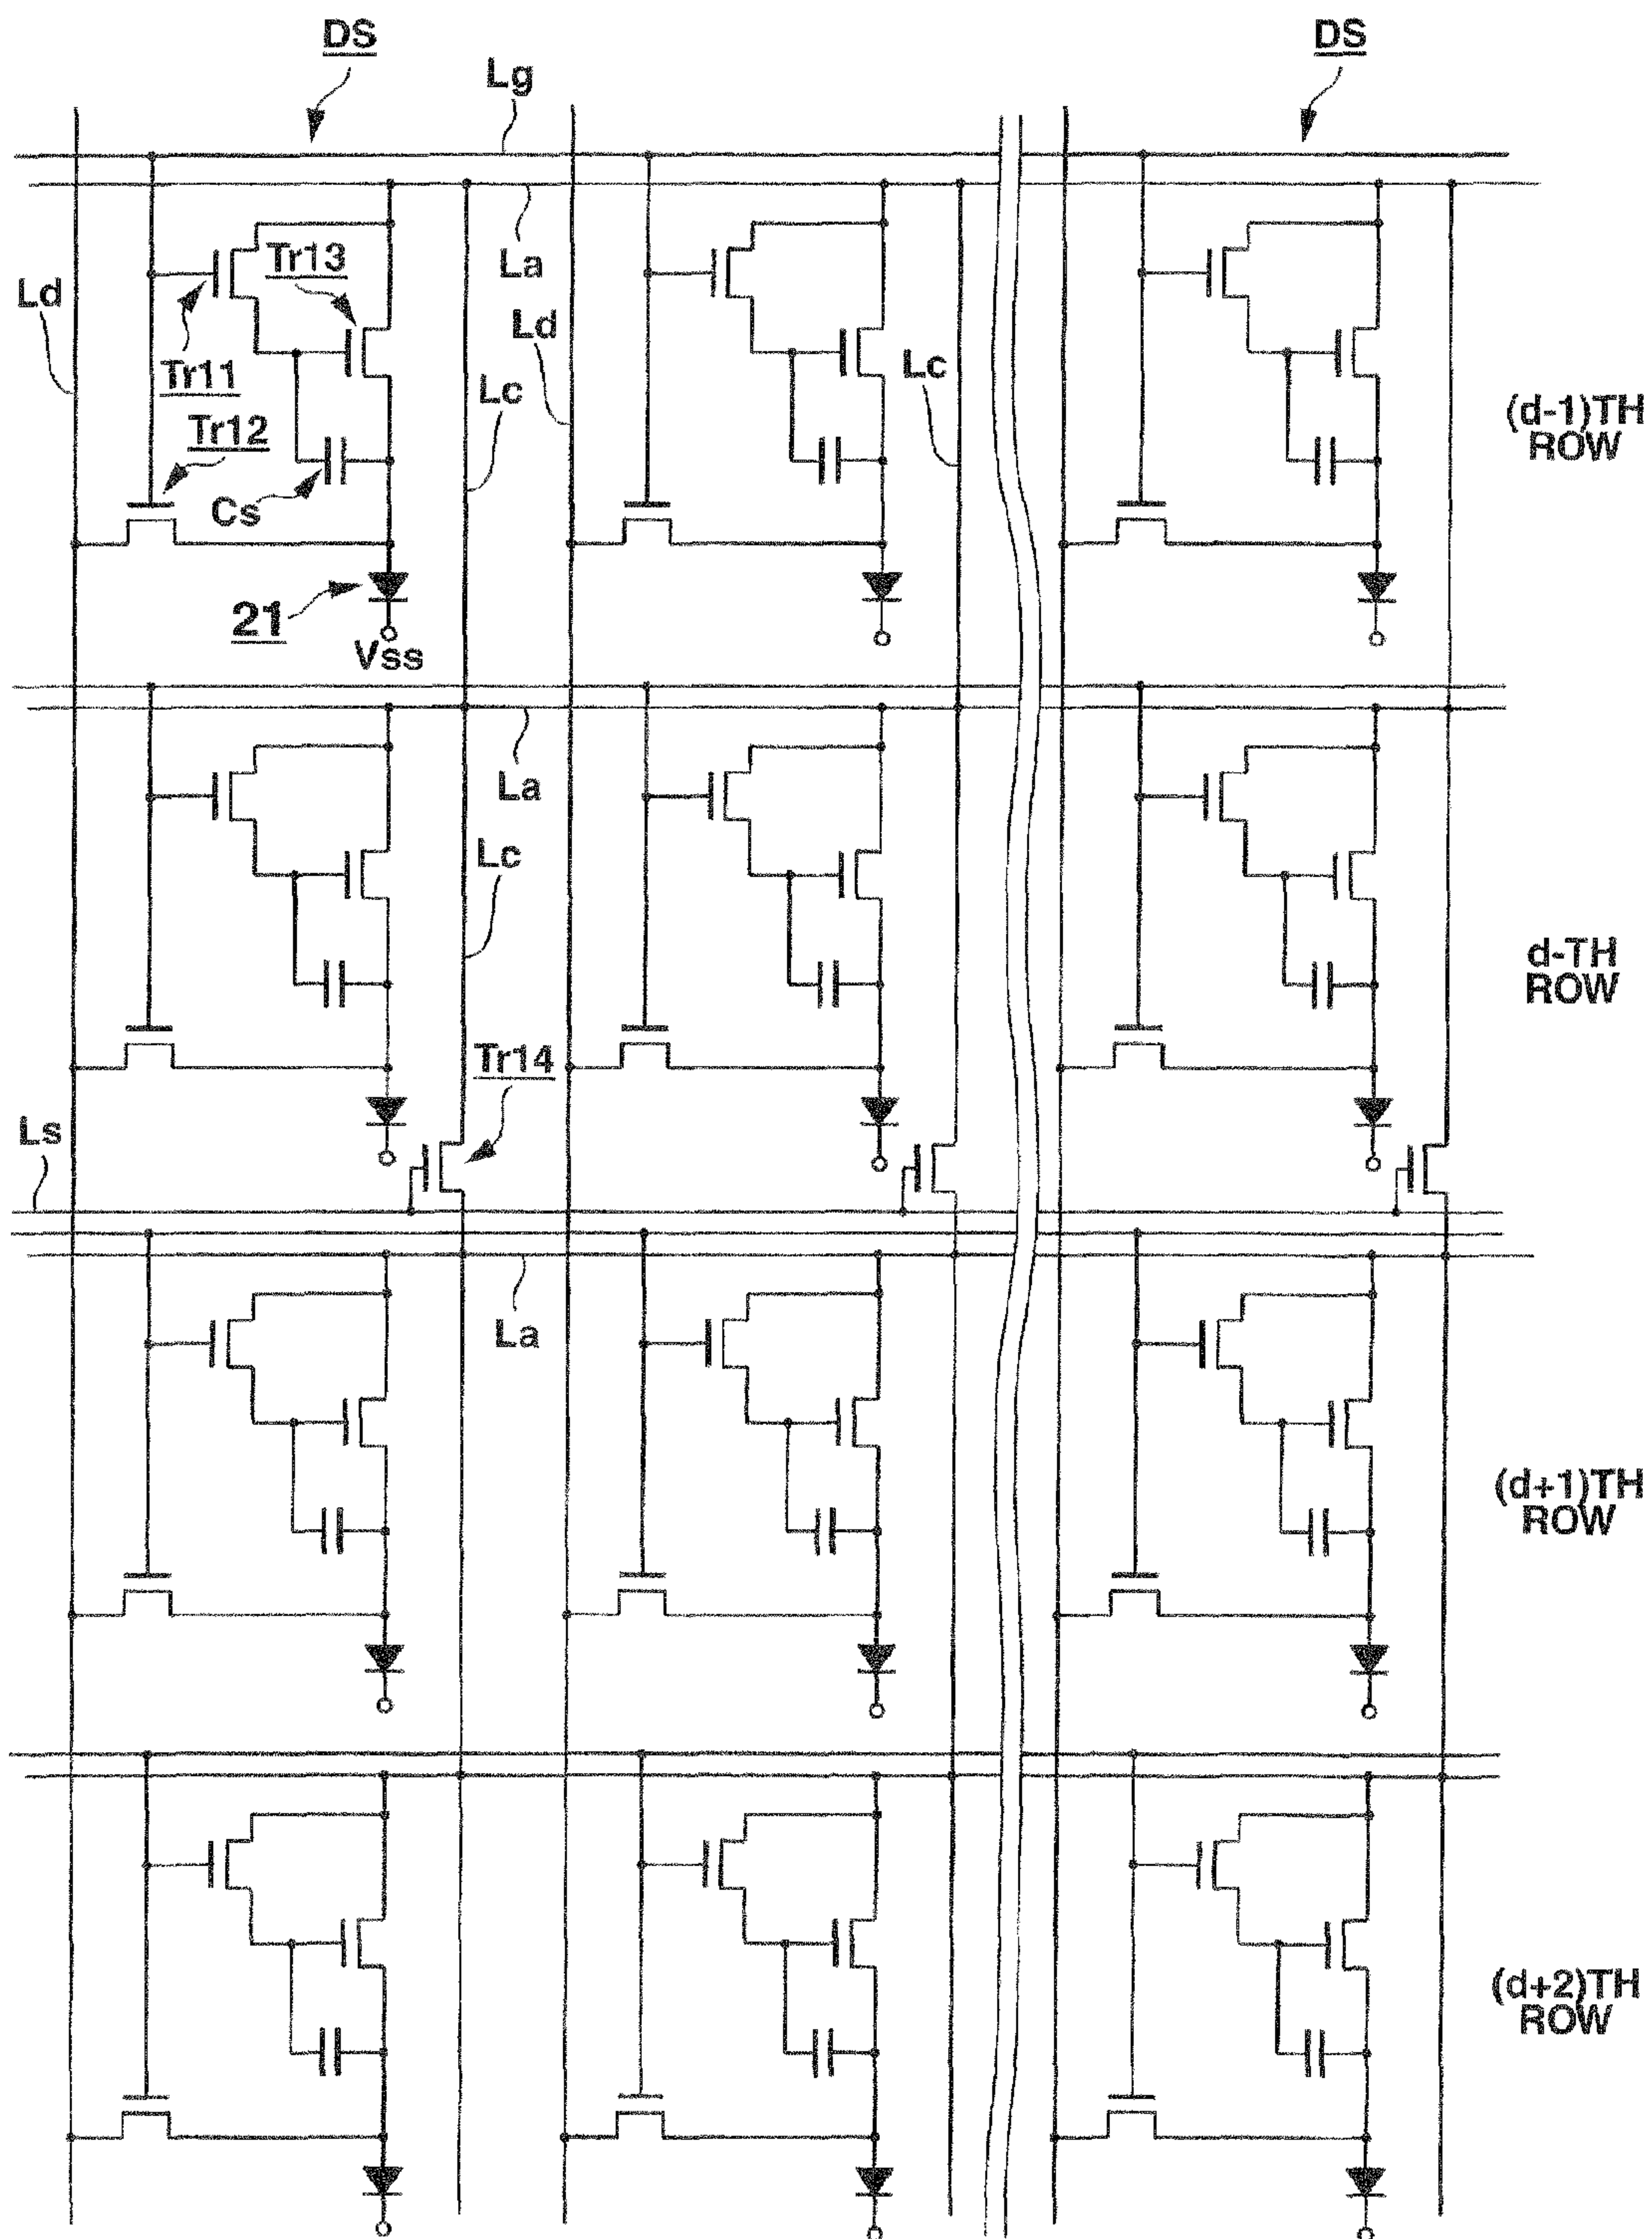 DS
DS
Lg
La
Ld
Tr13
Ld
Tr11
Lc
Lc
Tr12
(d-1)TH
ROW
Cs
21
Vss
La
Lc
d-TH
ROW
Tr14
Ls
La
(d+1)TH
ROW
(d+2)TH
ROW